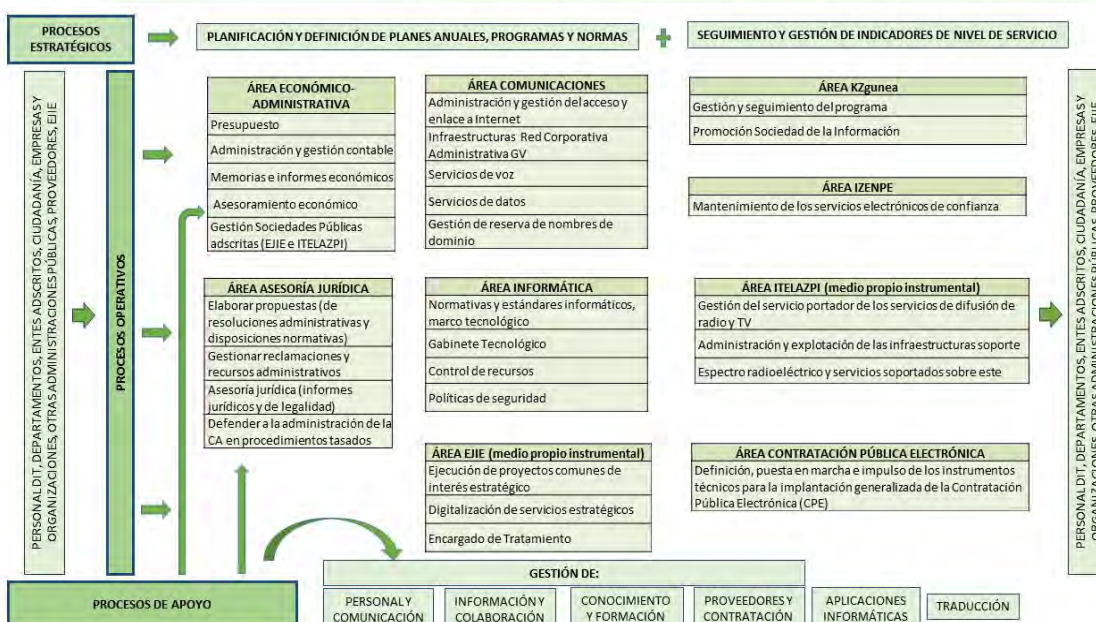 PROCESOS
ESTRATÉGICOS
PLANIFICACIÓN Y DEFINICIÓN DE PLANES ANUALES, PROGRAMAS Y NORMAS
SEGUIMIENTO Y GESTIÓN DE INDICADORES DE NIVEL DE SERVICIO
PERSONAL DIT, DEPARTAMENTOS, ENTES ADSCRITOS, CIUDADANÍA, EMPRESAS Y
ORGANIZACIONES, OTRAS ADMINISTRACIONES PÚBLICAS, PROVEEDORES, EJIE
PROCESOS OPERATIVOS
ÁREA ECONÓMICO-
ADMINISTRATIVA
Presupuesto
Administración y gestión contable
Memorias e informes económicos
Asesoramiento económico
Gestión Sociedades Públicas
adscritas (EJIE e ITELAZPI)
ÁREA ASESORÍA JURÍDICA
Elaborar propuestas (de
resoluciones administrativas y
disposiciones normativas)
Gestionar reclamaciones y
recursos administrativos
Asesoría jurídica (informes
jurídicos y de legalidad)
Defender a la administración de la
CA en procedimientos tasados
ÁREA COMUNICACIONES
Administración y gestión del acceso y
enlace a Internet
Infraestructuras Red Corporativa
Administrativa GV
Servicios de voz
Servicios de datos
Gestión de reserva de nombres de
dominio
ÁREA INFORMÁTICA
Normativas y estándares informáticos,
marco tecnológico
Gabinete Tecnológico
Control de recursos
Políticas de seguridad
ÁREA EJIE (medio propio instrumental)
Ejecución de proyectos comunes de
interés estratégico
Digitalización de servicios estratégicos
Encargado de Tratamiento
ÁREA KZgunea
Gestión y seguimiento del programa
Promoción Sociedad de la Información
ÁREA IZENPE
Mantenimiento de los servicios electrónicos de confianza
ÁREA ITELAZPI (medio propio instrumental)
Gestión del servicio portador de los servicios de difusión de
radio y TV
Administración y explotación de las infraestructuras soporte
Espectro radioeléctrico y servicios soportados sobre este
ÁREA CONTRATACIÓN PÚBLICA ELECTRÓNICA
Definición, puesta en marcha e impulso de los instrumentos
técnicos para la implantación generalizada de la Contratación
Pública Electrónica (CPE)
PERSONAL DIT, DEPARTAMENTOS, ENTES ADSCRITOS, CIUDADANÍA, EMPRESAS Y
ORGANIZACIONES, OTRAS ADMINISTRACIONES PÚBLICAS, PROVEEDORES, EJIE
PROCESOS DE APOYO
GESTIÓN DE:
PERSONAL Y
COMUNICACIÓN
INFORMACIÓN Y
COLABORACIÓN
CONOCIMIENTO
Y FORMACIÓN
PROVEEDORES Y
CONTRATACIÓN
APLICACIONES
INFORMÁTICAS
TRADUCCIÓN